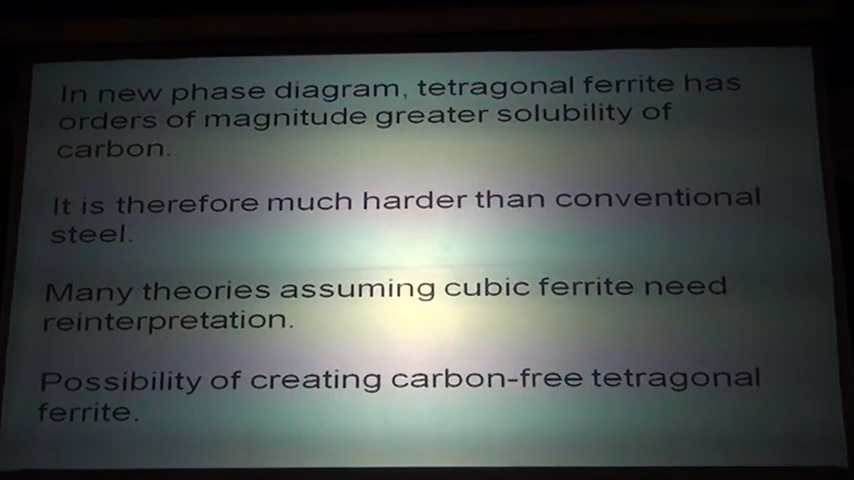 In new phase diagram, tetragonal ferrite has
orders of magnitude greater solubility of
carbon.
It is therefore much harder than conventional
steel.
Many theories assuming cubic ferrite need
reinterpretation.
Possibility of creating carbon-free tetragonal
ferrite.